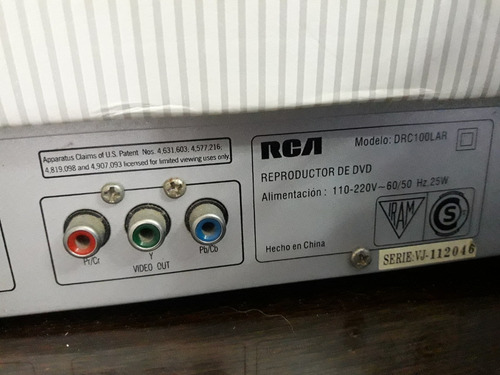 Apparatus Claims of U.S. Patent Nos. 4,631,603; 4,577,216;
4,819,098 and 4,907,093 licensed for limited viewing uses only.
Pr/Cr
Y
Pb/Cb
VIDEO OUT
RCA
Modelo: DRC100LAR
REPRODUCTOR DE DVD
Alimentación : 110-220V~60/50 Hz 25W
IRAM
S
Hecho en China
SERIE:VJ-112046